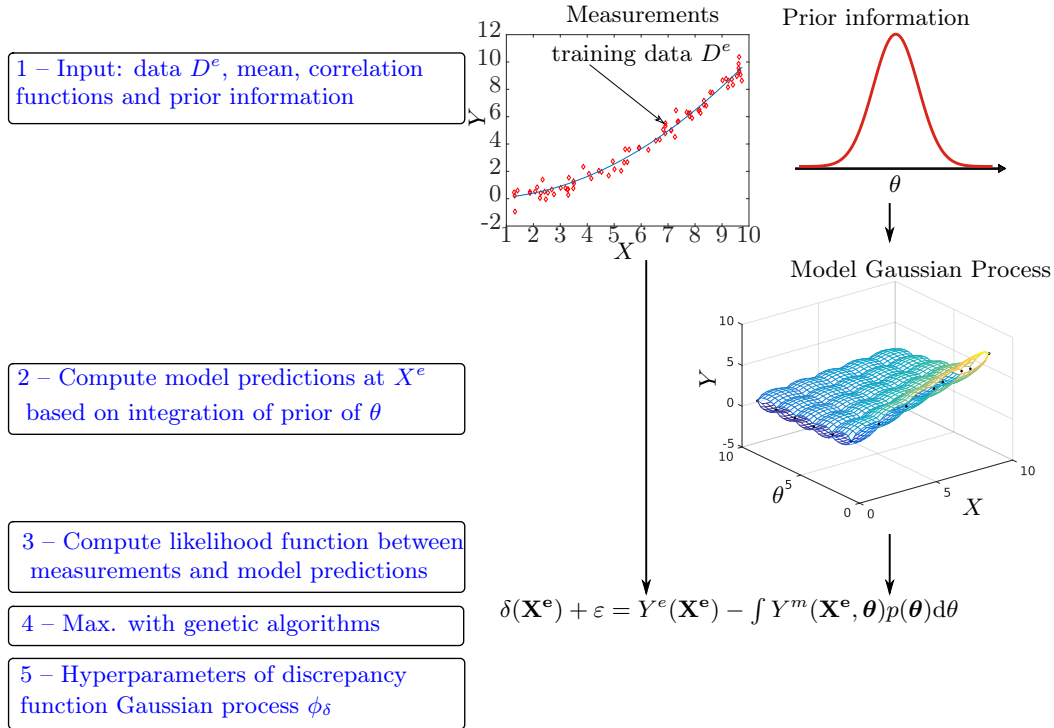 1 – Input: data D^e, mean, correlation
functions and prior information
Measurements
training data D^e
Y
12
10
8
6
4
2
0
-2
1 2 3 4 5 6 7 8 9 10
X
Prior information
θ
Model Gaussian Process
Y
10
5
0
-5
10
5
0
θ
0
5
10
X
2 – Compute model predictions at X^e
based on integration of prior of θ
3 – Compute likelihood function between
measurements and model predictions
δ(𝐗^𝐞) + ε = Y^e(𝐗^𝐞) − ∫ Y^m(𝐗^𝐞, 𝜽)p(𝜽)dθ
4 – Max. with genetic algorithms
5 – Hyperparameters of discrepancy
function Gaussian process ϕ_δ